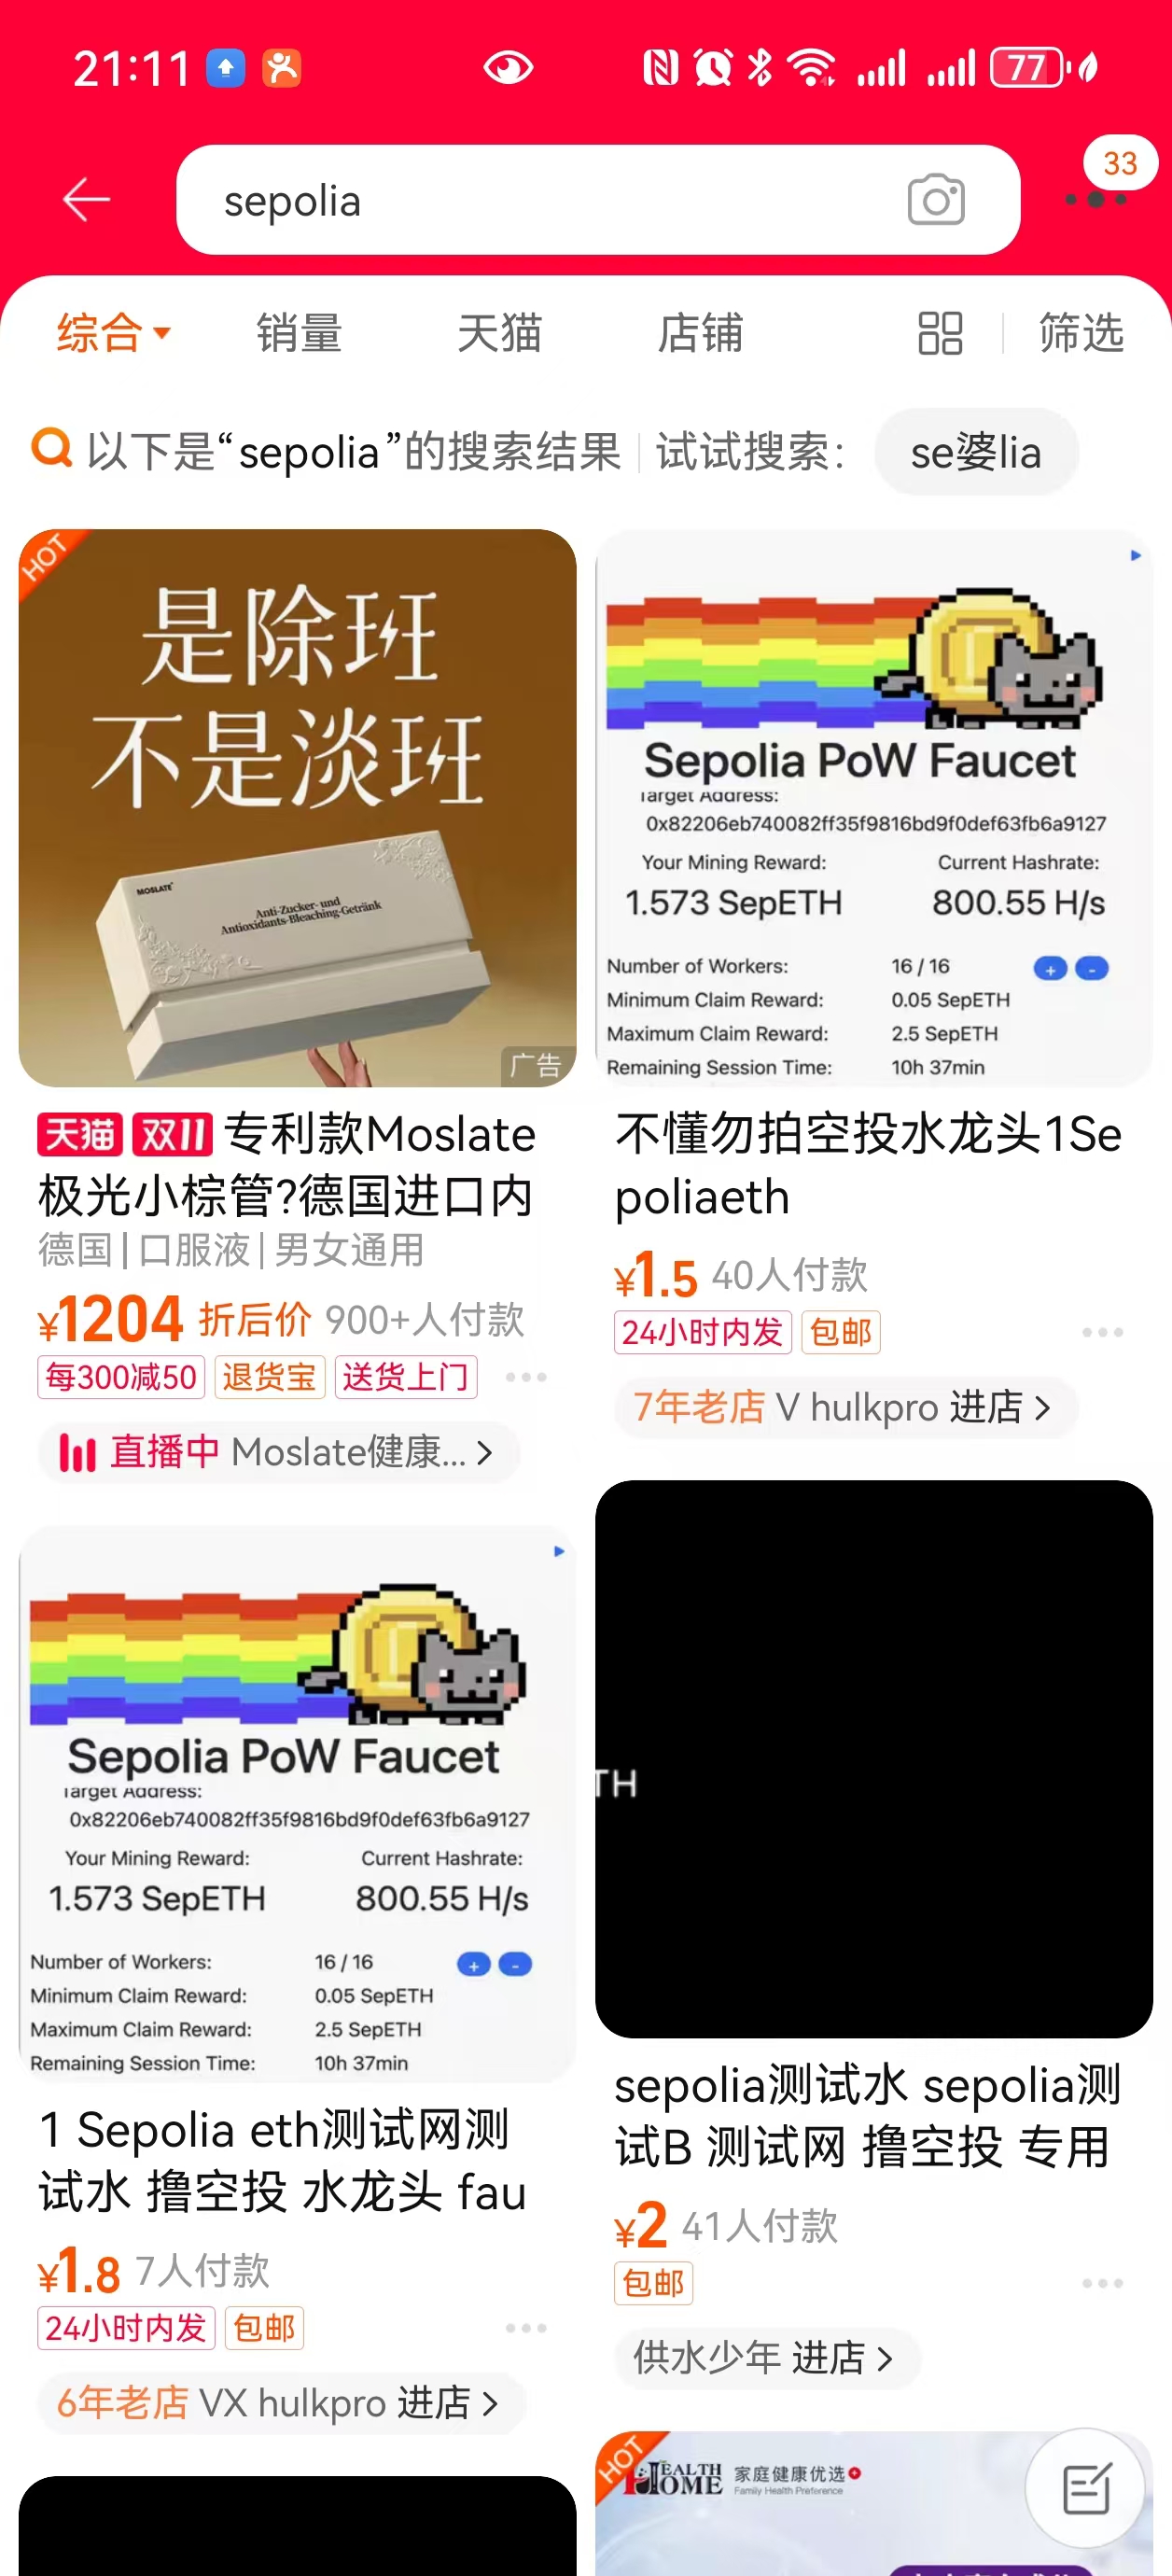 21:11
77
33
sepolia
综合 销量 天猫 店铺 筛选
以下是“sepolia”的搜索结果 试试搜索: se婆lia
HOT
是除班
不是淡班
MOSLATE
Anti-Zucker- und
Antioxidants-Bleaching-Getränk
广告
天猫 双11 专利款Moslate
极光小棕管?德国进口内
德国|口服液|男女通用
¥1204 折后价 900+人付款
每300减50 退货宝 送货上门
直播中 Moslate健康...
Sepolia PoW Faucet
Target Address:
0x82206eb740082ff35f9816bd9f0def63fb6a9127
Your Mining Reward: Current Hashrate:
1.573 SepETH 800.55 H/s
Number of Workers: 16 / 16 + -
Minimum Claim Reward: 0.05 SepETH
Maximum Claim Reward: 2.5 SepETH
Remaining Session Time: 10h 37min
不懂勿拍空投水龙头1Se
poliaeth
¥1.5 40人付款
24小时内发 包邮
7年老店 V hulkpro 进店
Sepolia PoW Faucet
Target Address:
0x82206eb740082ff35f9816bd9f0def63fb6a9127
Your Mining Reward: Current Hashrate:
1.573 SepETH 800.55 H/s
Number of Workers: 16 / 16 + -
Minimum Claim Reward: 0.05 SepETH
Maximum Claim Reward: 2.5 SepETH
Remaining Session Time: 10h 37min
1 Sepolia eth测试网测
试水 撸空投 水龙头 fau
¥1.8 7人付款
24小时内发 包邮
6年老店 VX hulkpro 进店
TH
sepolia测试水 sepolia测
试B 测试网 撸空投 专用
¥2 41人付款
包邮
供水少年 进店
HOT
HEALTH
HOME
家庭健康优选
Family Health Preference